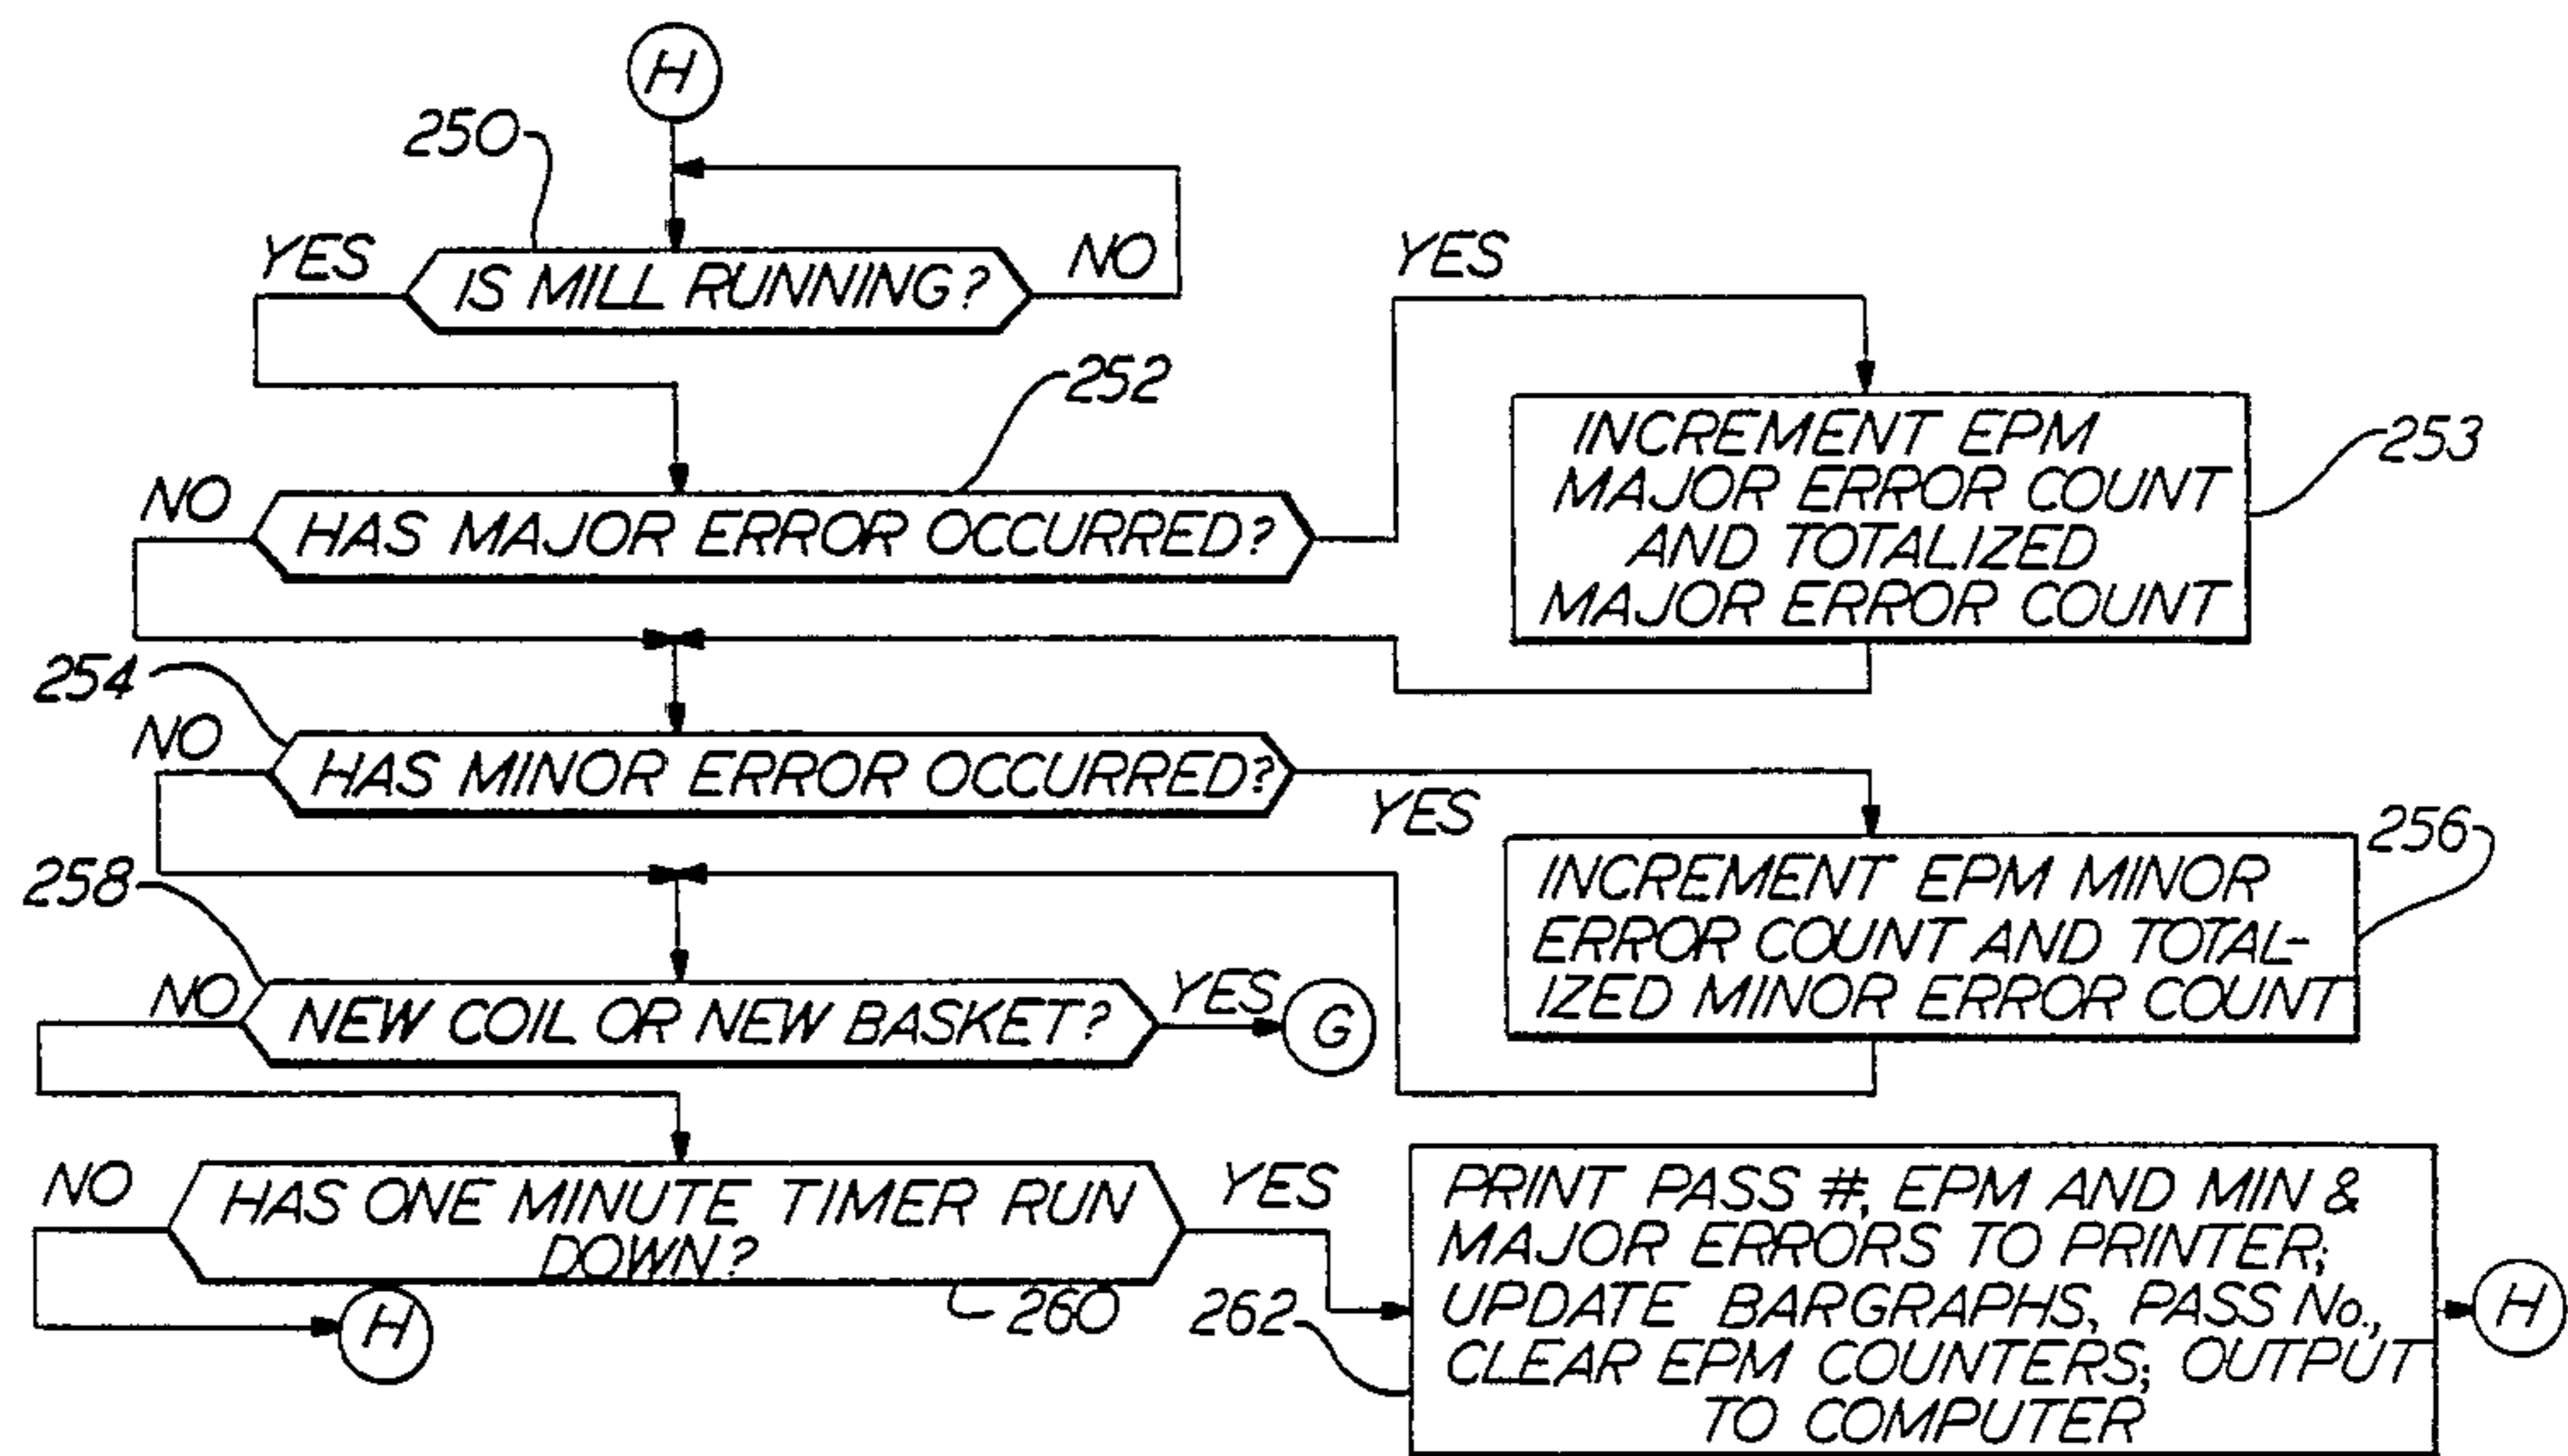 H
250
YES
IS MILL RUNNING?
NO
YES
252
INCREMENT EPM
MAJOR ERROR COUNT
AND TOTALIZED
MAJOR ERROR COUNT
253
NO
HAS MAJOR ERROR OCCURRED?
254
NO
HAS MINOR ERROR OCCURRED?
YES
INCREMENT EPM MINOR
ERROR COUNT AND TOTAL-
IZED MINOR ERROR COUNT
256
258
NO
NEW COIL OR NEW BASKET?
YES
G
NO
HAS ONE MINUTE TIMER RUN
DOWN?
YES
260
H
262
PRINT PASS #, EPM AND MIN &
MAJOR ERRORS TO PRINTER;
UPDATE BARGRAPHS, PASS No.,
CLEAR EPM COUNTERS; OUTPUT
TO COMPUTER
H